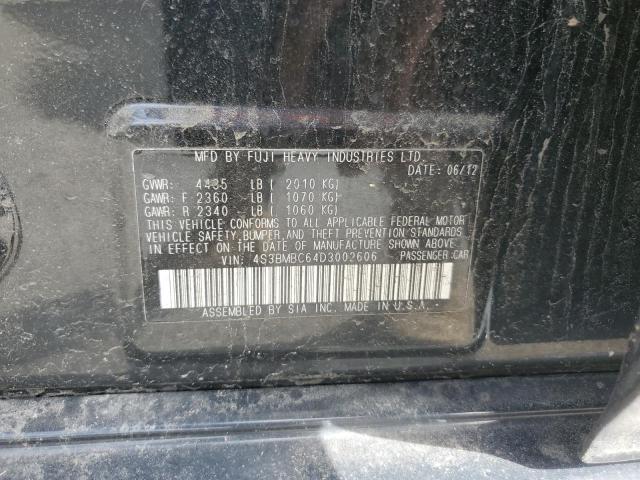 MFD BY FUJI HEAVY INDUSTRIES LTD.
DATE: 06/12
GVWR: 4435 LB ( 2010 KG)
GAWR: F 2360 LB ( 1070 KG)
GAWR: R 2340 LB ( 1060 KG)
THIS VEHICLE CONFORMS TO ALL APPLICABLE FEDERAL MOTOR
VEHICLE SAFETY, BUMPER, AND THEFT PREVENTION STANDARDS
IN EFFECT ON THE DATE OF MANUFACTURE SHOWN ABOVE.
VIN: 4S3BMBC64D3002606 PASSENGER CAR
ASSEMBLED BY SIA INC. MADE IN U.S.A.